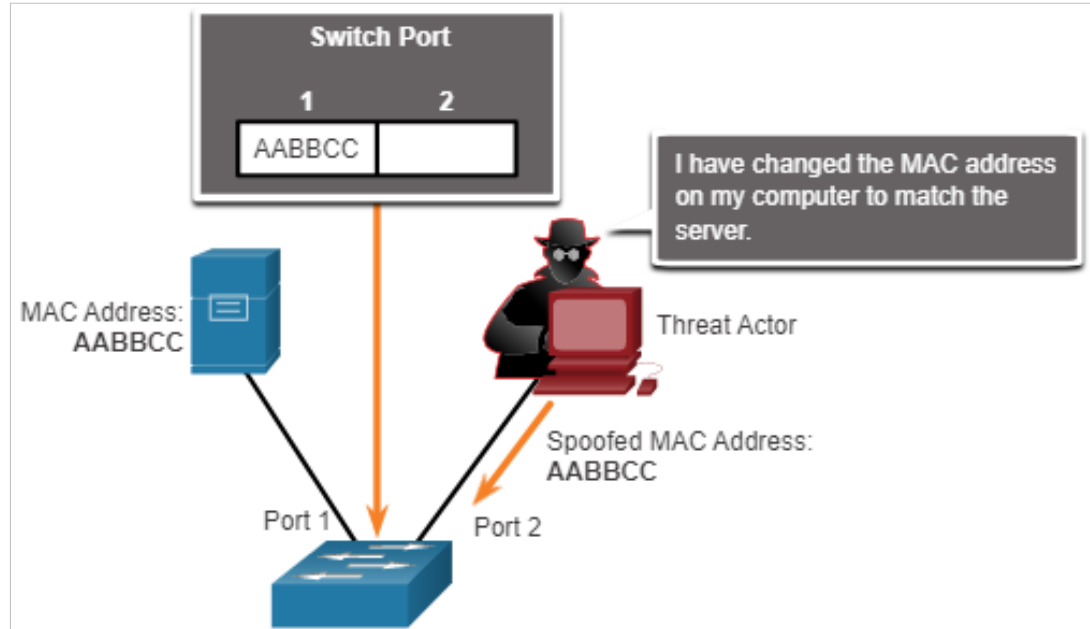 Switch Port
1 2
AABBCC
I have changed the MAC address
on my computer to match the
server.
MAC Address:
AABBCC
Threat Actor
Spoofed MAC Address:
AABBCC
Port 1
Port 2